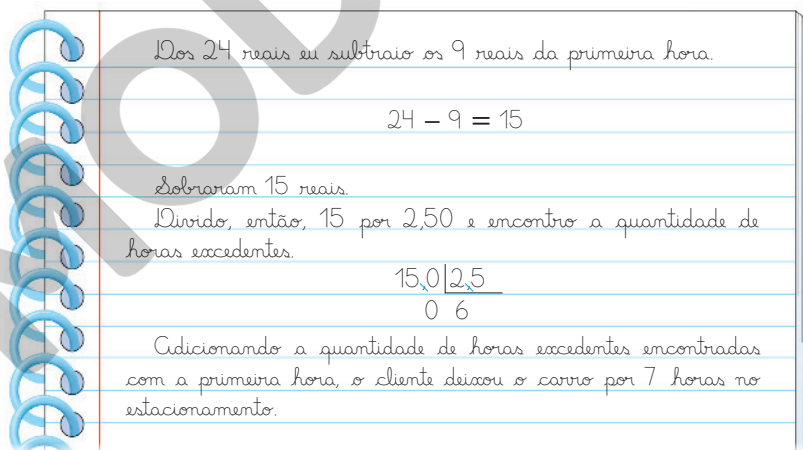 Dos 24 reais eu subtraio os 9 reais da primeira hora.
24 – 9 = 15
Sobraram 15 reais.
Divido, então, 15 por 2,50 e encontro a quantidade de
horas excedentes.
15,0 2,5
0 6
Adicionando a quantidade de horas excedentes encontradas
com a primeira hora, o cliente deixou o carro por 7 horas no
estacionamento.